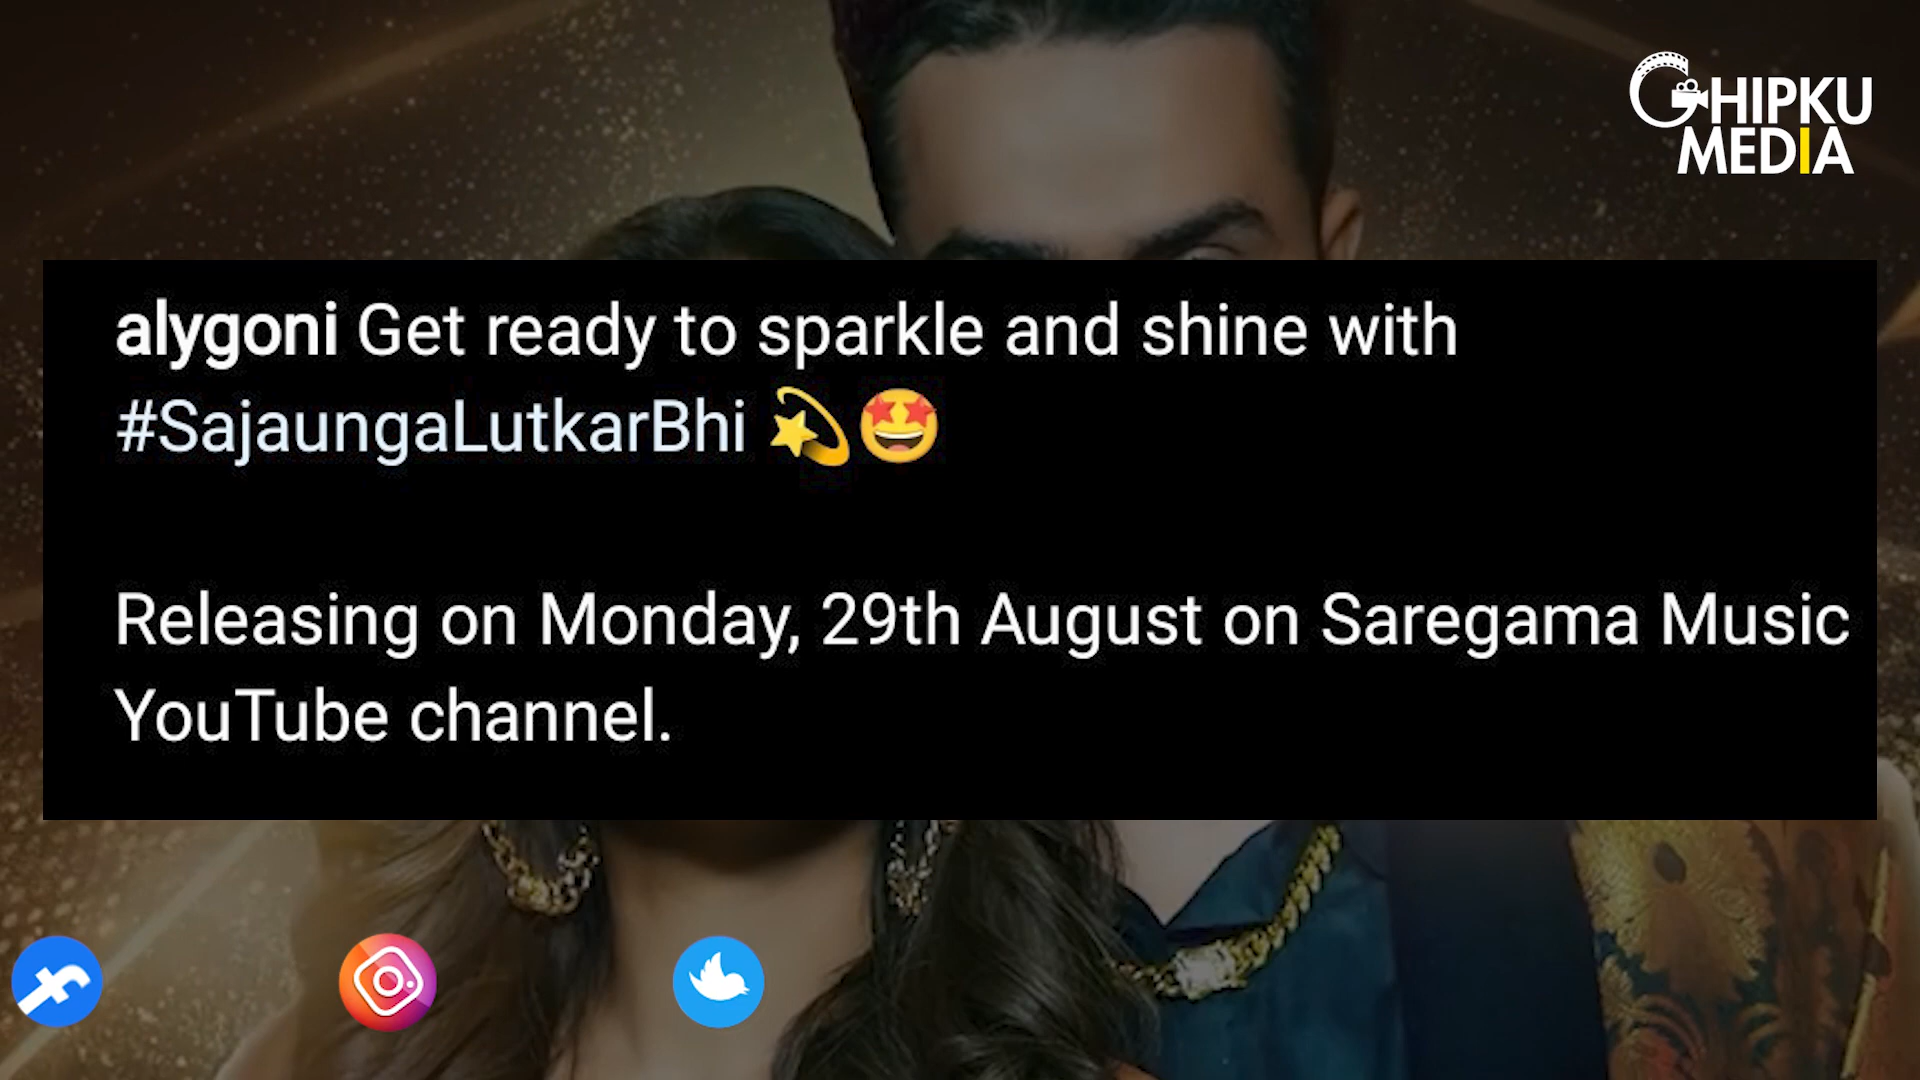 GHIPKU
MEDIA
alygoni Get ready to sparkle and shine with
#SajaungaLutkarBhi 💫🤩
Releasing on Monday, 29th August on Saregama Music
YouTube channel.